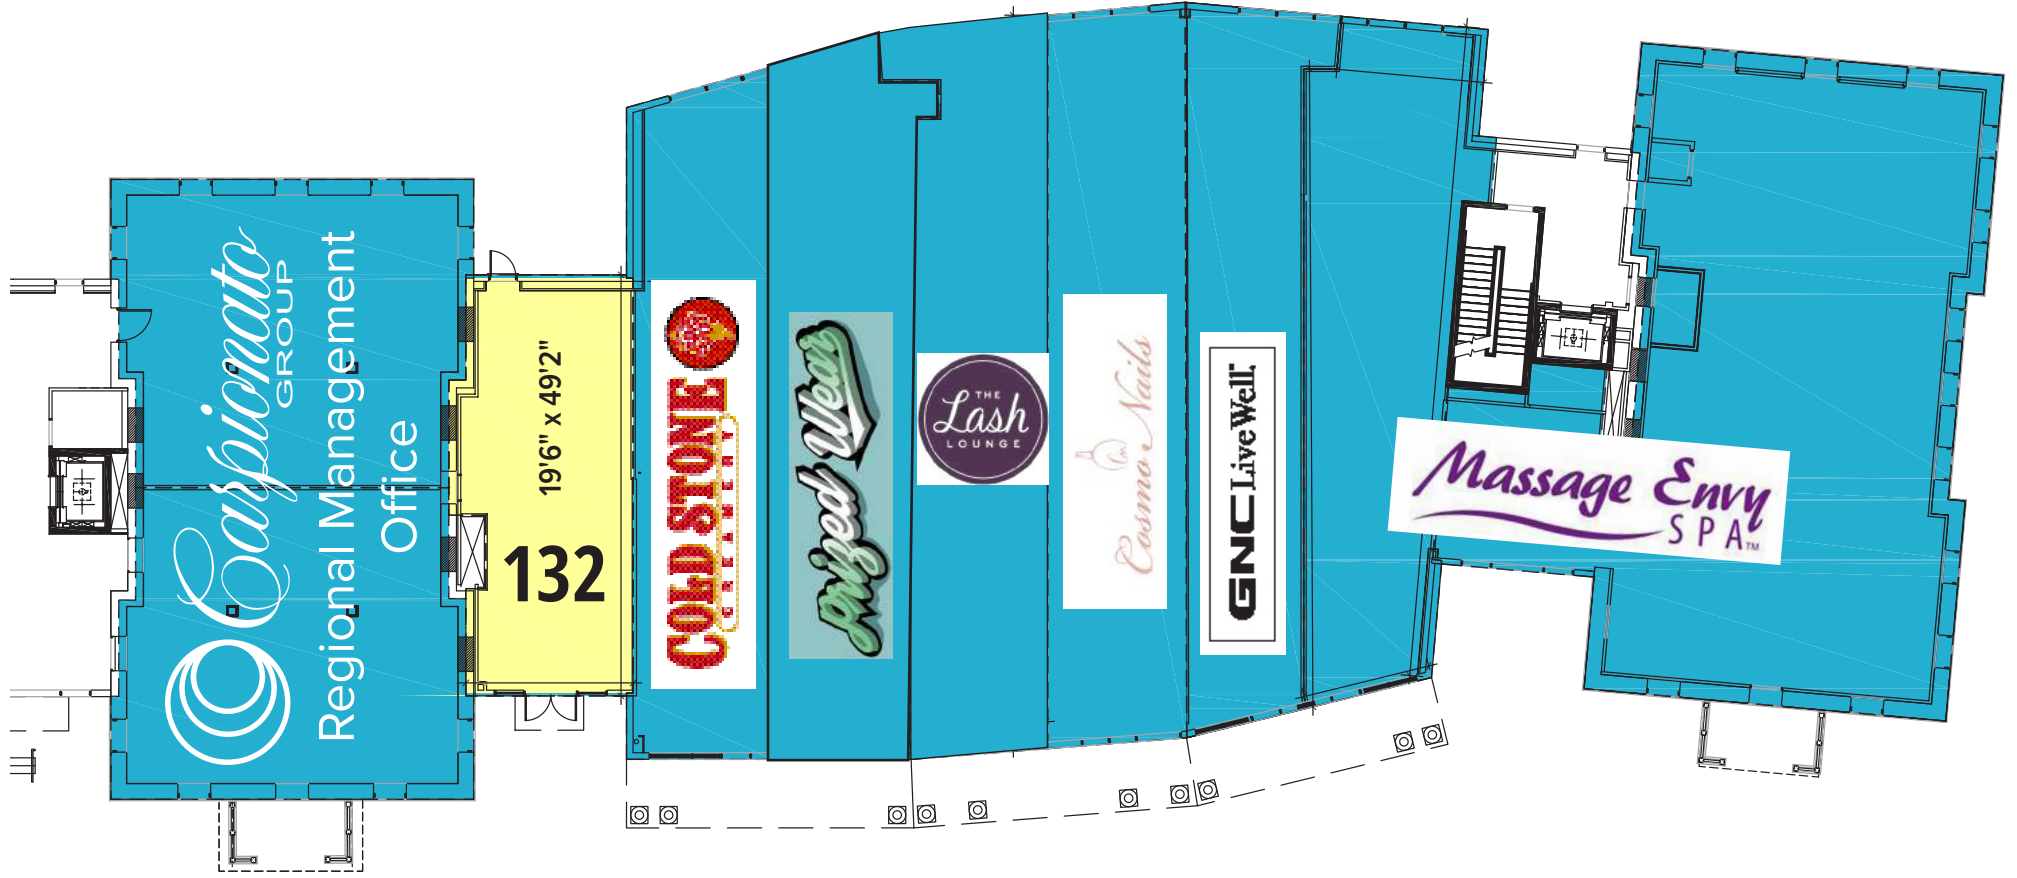 Carpionato
GROUP
Regional Management
Office
19'6" x 49'2"
132
COLD STONE
CREAMERY
prized Wear
THE
Lash
LOUNGE
Cosmo Nails
GNC LiveWell.
Massage Envy
SPA™